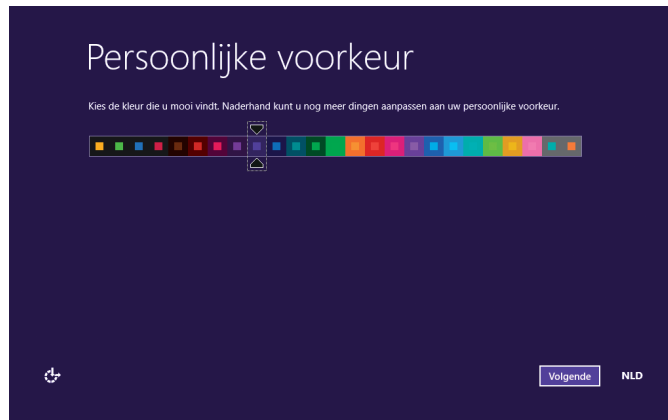 Persoonlijke voorkeur
Kies de kleur die u mooi vindt. Naderhand kunt u nog meer dingen aanpassen aan uw persoonlijke voorkeur.
Volgende
NLD